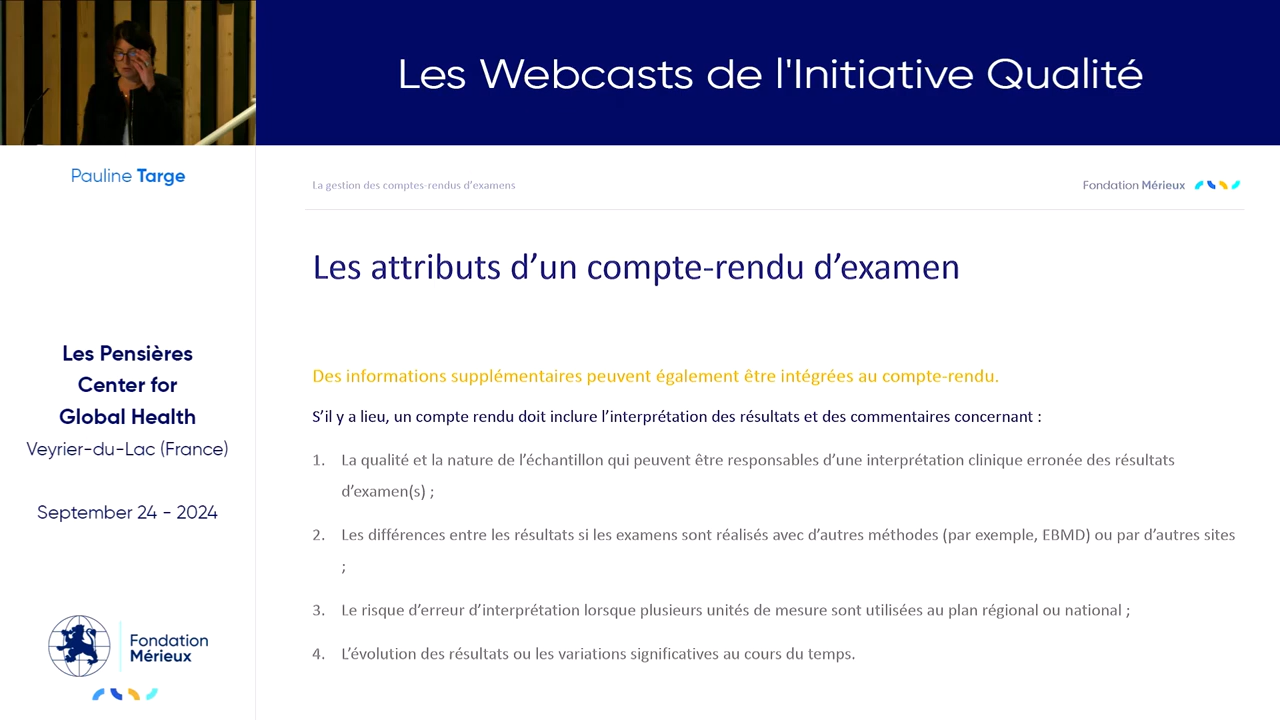 Les Webcasts de l'Initiative Qualité
Pauline Targe
Les Pensières
Center for
Global Health
Veyrier-du-Lac (France)
September 24 - 2024
Fondation
Mérieux
La gestion des comptes-rendus d'examens
Fondation Mérieux
Les attributs d'un compte-rendu d'examen
Des informations supplémentaires peuvent également être intégrées au compte-rendu.
S'il y a lieu, un compte rendu doit inclure l'interprétation des résultats et des commentaires concernant :
1. La qualité et la nature de l'échantillon qui peuvent être responsables d'une interprétation clinique erronée des résultats
d'examen(s) ;
2. Les différences entre les résultats si les examens sont réalisés avec d'autres méthodes (par exemple, EBMD) ou par d'autres sites
;
3. Le risque d'erreur d'interprétation lorsque plusieurs unités de mesure sont utilisées au plan régional ou national ;
4. L'évolution des résultats ou les variations significatives au cours du temps.